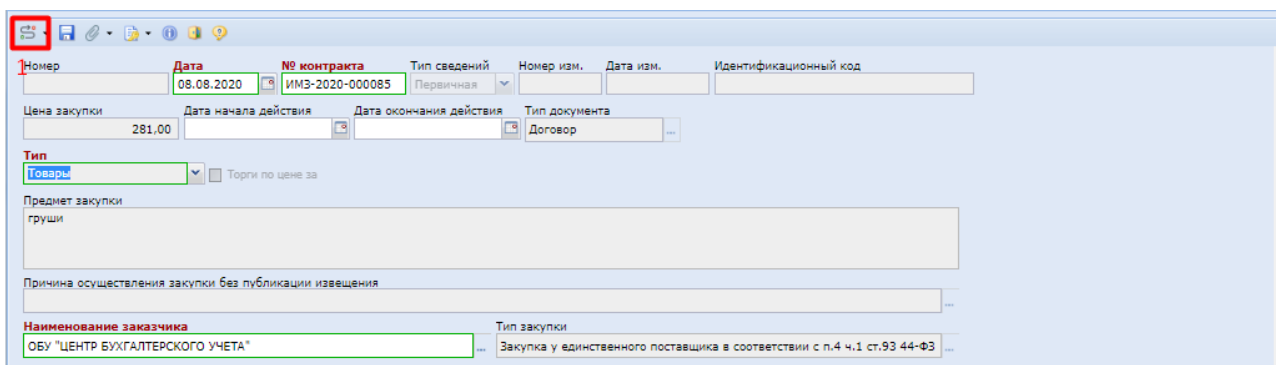 1
Номер Дата № контракта Тип сведений Номер изм. Дата изм. Идентификационный код
08.08.2020 ИМЗ-2020-000085 Первичная
Цена закупки Дата начала действия Дата окончания действия Тип документа
281,00 Договор ...
Тип
Товары Торги по цене за
Предмет закупки
груши
Причина осуществления закупки без публикации извещения
...
Наименование заказчика Тип закупки
ОБУ "ЦЕНТР БУХГАЛТЕРСКОГО УЧЕТА" ... Закупка у единственного поставщика в соответствии с п.4 ч.1 ст.93 44-ФЗ ...